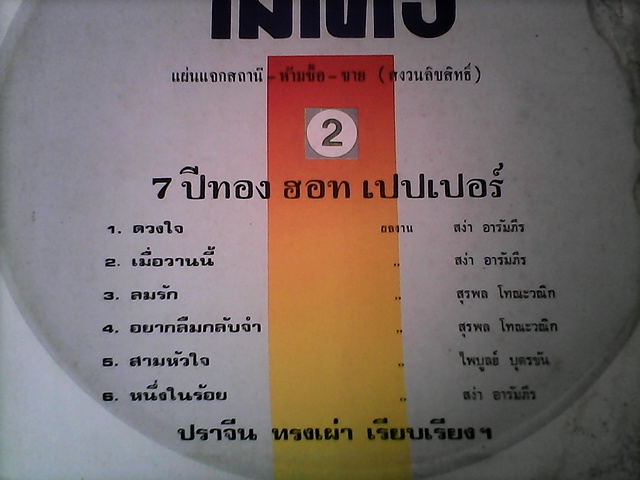 แผ่นแจกสถานี - ห้ามซื้อ - ขาย ( สงวนลิขสิทธิ์ )
2
7 ปีทอง ฮอท เปปเปอร์
1. ดวงใจ ผลงาน สง่า อารัมภีร
2. เมื่อวานนี้ ,, สง่า อารัมภีร
3. ลมรัก ,, สุรพล โทณะวณิก
4. อยากลืมกลับจำ ,, สุรพล โทณะวณิก
5. สามหัวใจ ,, ไพบูลย์ บุตรขัน
6. หนึ่งในร้อย ,, สง่า อารัมภีร
ปราจีน ทรงเผ่า เรียบเรียงฯ